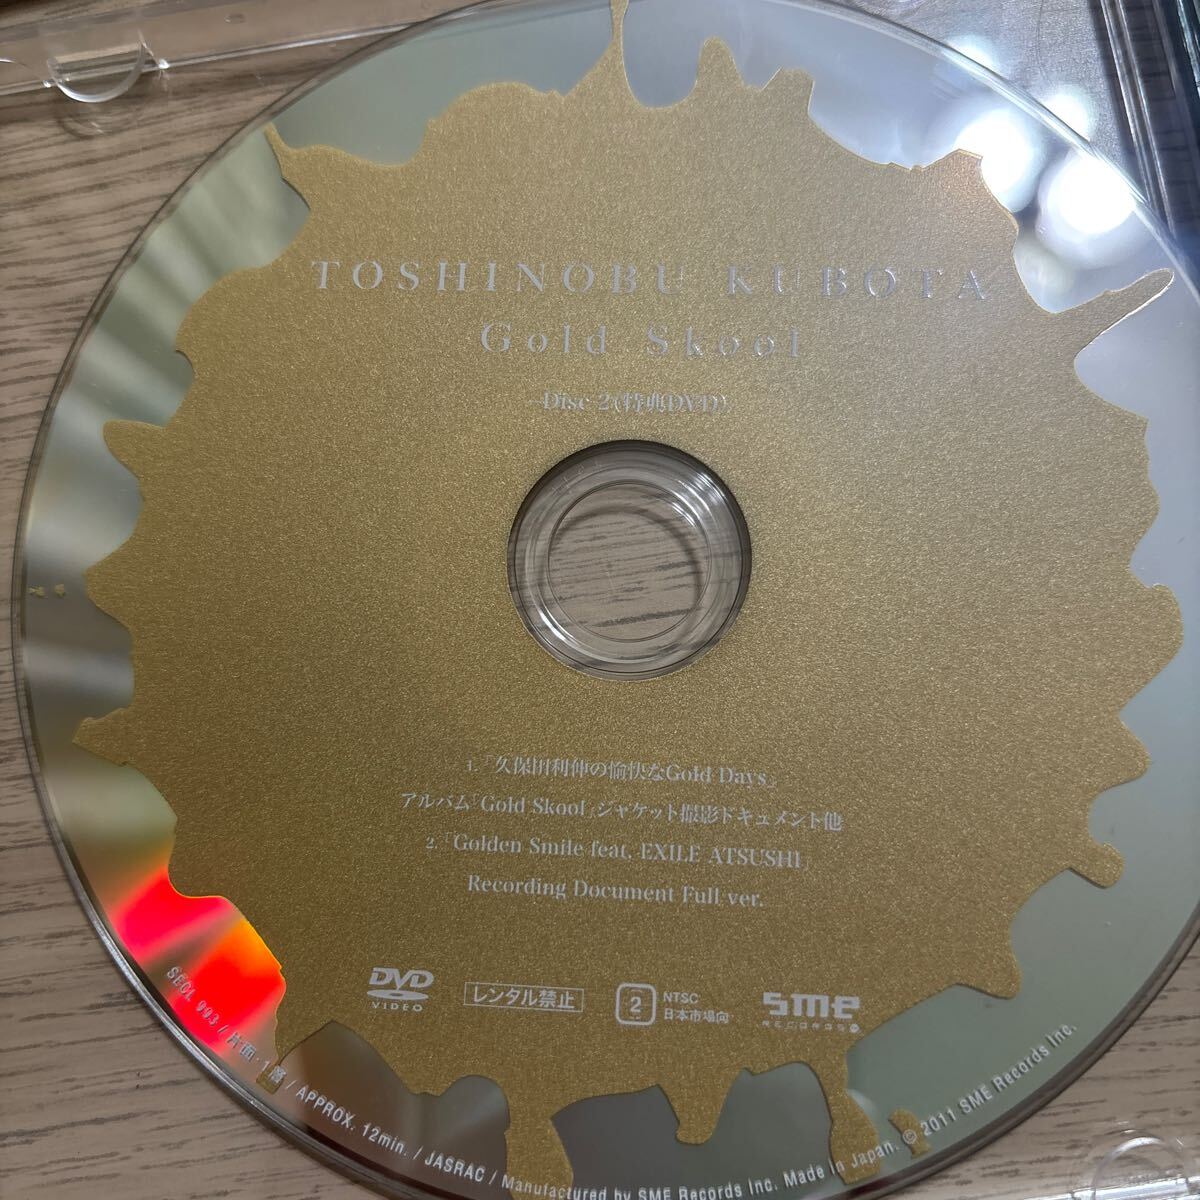 TOSHINOBU KUBOTA
Gold Skool
-Disc 2(特典DVD)-
1.「久保田利伸の愉快なGold Days」
アルバム「Gold Skool」ジャケット撮影ドキュメント他
2.「Golden Smile feat. EXILE ATSUSHI」
Recording Document Full ver.
DVD
VIDEO
レンタル禁止
2
NTSC
日本市場向
sme
RECORDS
SECL 993 / 片面・1層 / APPROX. 12min. / JASRAC / Manufactured by SME Records Inc. Made in Japan. © 2011 SME Records Inc.